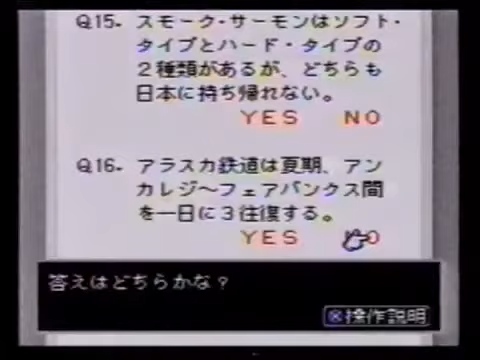 Q15. スモーク・サーモンはソフト・
タイプとハード・タイプの
２種類があるが、どちらも
日本に持ち帰れない。
YES NO
Q16. アラスカ鉄道は夏期、アン
カレジ〜フェアバンクス間
を一日に３往復する。
YES NO
答えはどちらかな？
※操作説明